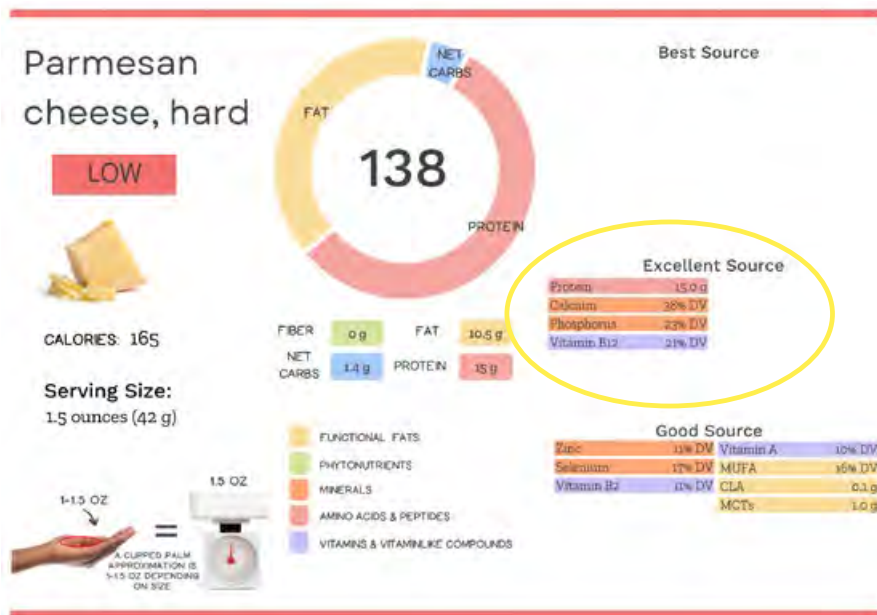 Parmesan
cheese, hard
LOW
CALORIES: 165
Serving Size:
1.5 ounces (42 g)
1-1.5 OZ
=
1.5 OZ
A CUPPED PALM
APPROXIMATION IS
1-1.5 OZ DEPENDING
ON SIZE
NET
CARBS
FAT
138
PROTEIN
FIBER 0 g FAT 10.5 g
NET
CARBS 1.4 g PROTEIN 15 g
FUNCTIONAL FATS
PHYTONUTRIENTS
MINERALS
AMINO ACIDS & PEPTIDES
VITAMINS & VITAMINLIKE COMPOUNDS
Best Source
Excellent Source
Protein 15.0 g
Calcium 38% DV
Phosphorus 23% DV
Vitamin B12 21% DV
Good Source
Zinc 11% DV Vitamin A 10% DV
Selenium 17% DV MUFA 16% DV
Vitamin B2 11% DV CLA 0.1 g
MCTs 1.0 g